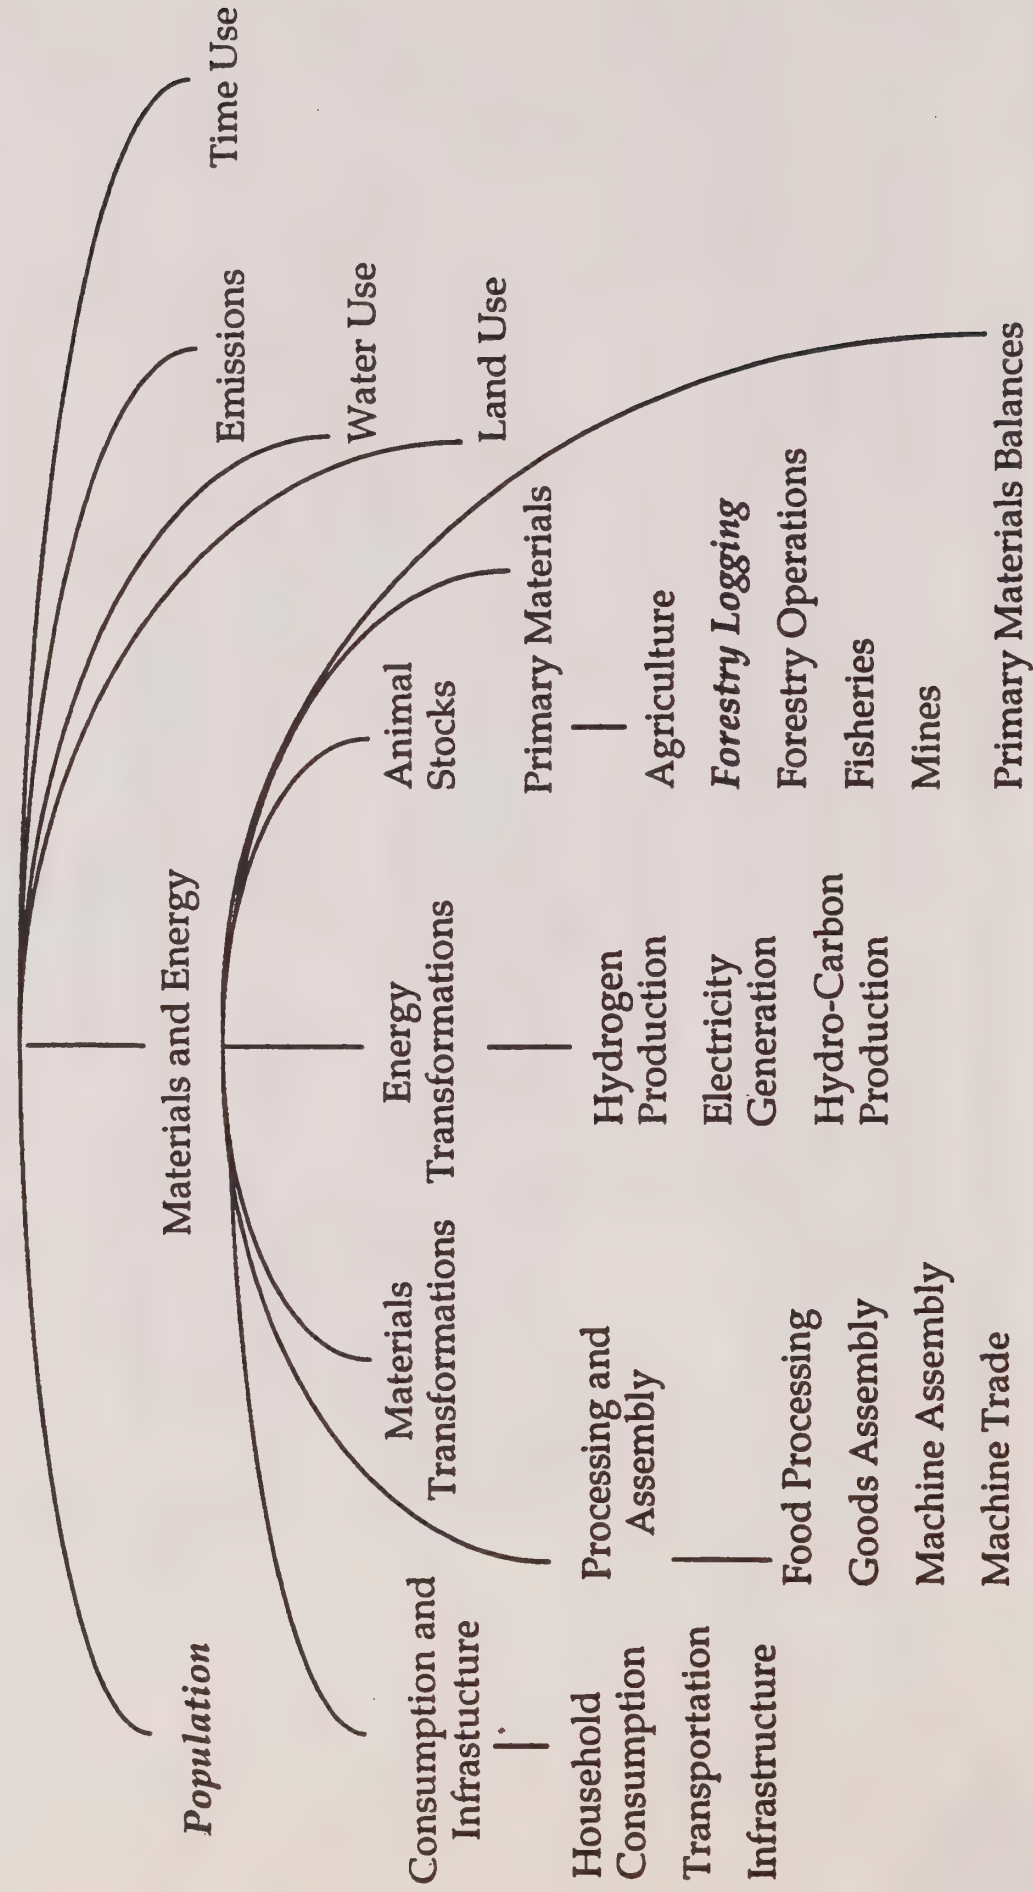 Population
Materials and Energy
Time Use
Emissions
Water Use
Land Use
Consumption and
Infrastucture
Household
Consumption
Transportation
Infrastructure
Processing and
Assembly
Food Processing
Goods Assembly
Machine Assembly
Machine Trade
Materials
Transformations
Energy
Transformations
Hydrogen
Production
Electricity
Generation
Hydro-Carbon
Production
Animal
Stocks
Primary Materials
Agriculture
Forestry Logging
Forestry Operations
Fisheries
Mines
Primary Materials Balances